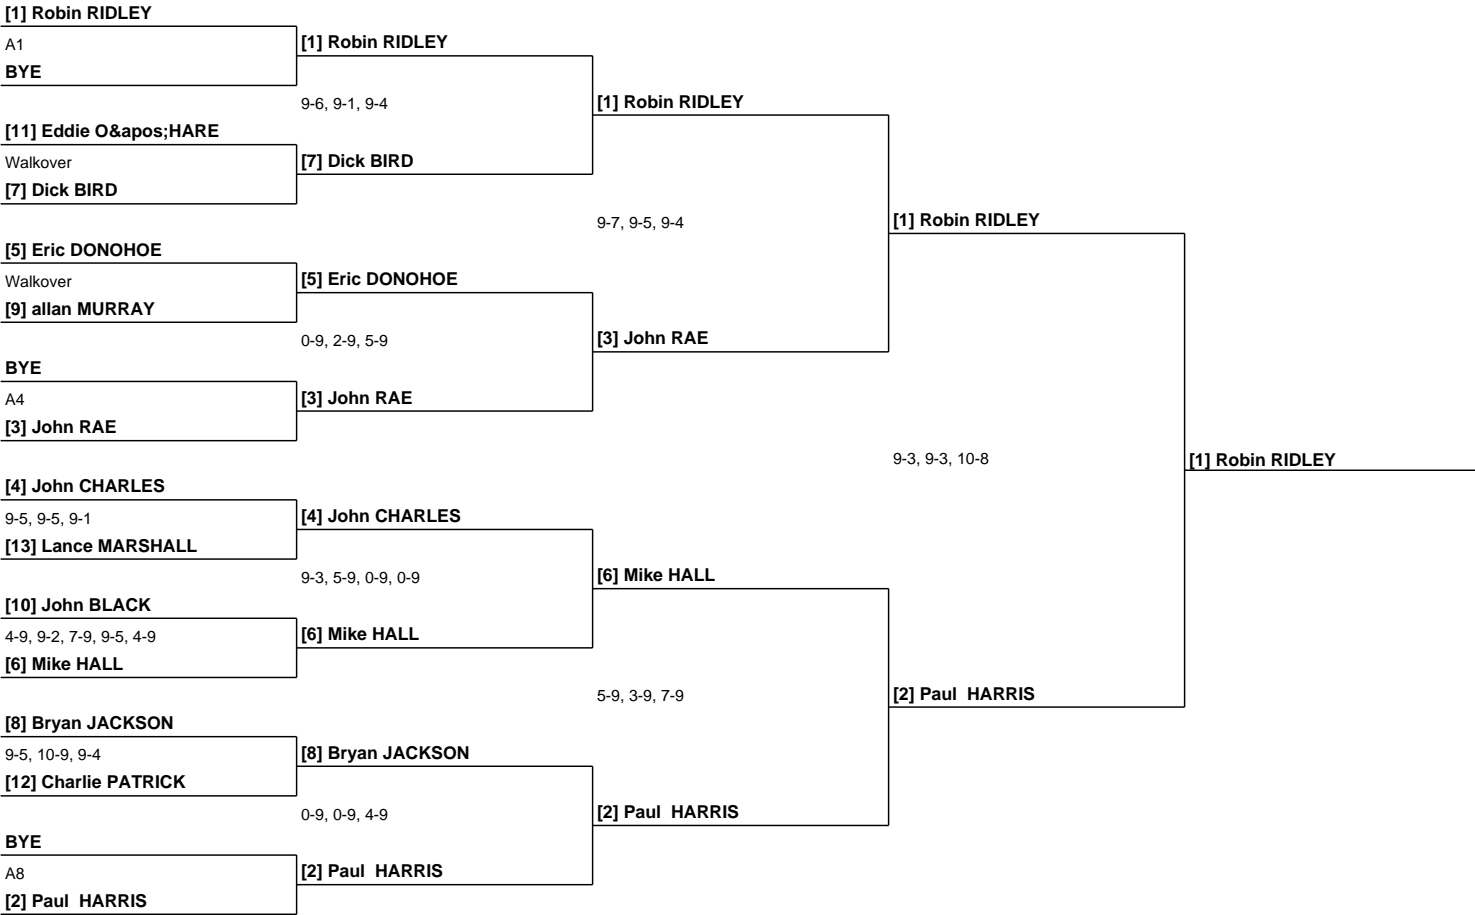 [1] Robin RIDLEY
A1
BYE
[11] Eddie O&apos;HARE
Walkover
[7] Dick BIRD
[5] Eric DONOHOE
Walkover
[9] allan MURRAY
BYE
A4
[3] John RAE
[4] John CHARLES
9-5, 9-5, 9-1
[13] Lance MARSHALL
[10] John BLACK
4-9, 9-2, 7-9, 9-5, 4-9
[6] Mike HALL
[8] Bryan JACKSON
9-5, 10-9, 9-4
[12] Charlie PATRICK
BYE
A8
[2] Paul  HARRIS
[1] Robin RIDLEY
9-6, 9-1, 9-4
[7] Dick BIRD
[5] Eric DONOHOE
0-9, 2-9, 5-9
[3] John RAE
[4] John CHARLES
9-3, 5-9, 0-9, 0-9
[6] Mike HALL
[8] Bryan JACKSON
0-9, 0-9, 4-9
[2] Paul  HARRIS
[1] Robin RIDLEY
9-7, 9-5, 9-4
[3] John RAE
[6] Mike HALL
5-9, 3-9, 7-9
[2] Paul  HARRIS
[1] Robin RIDLEY
9-3, 9-3, 10-8
[2] Paul  HARRIS
[1] Robin RIDLEY